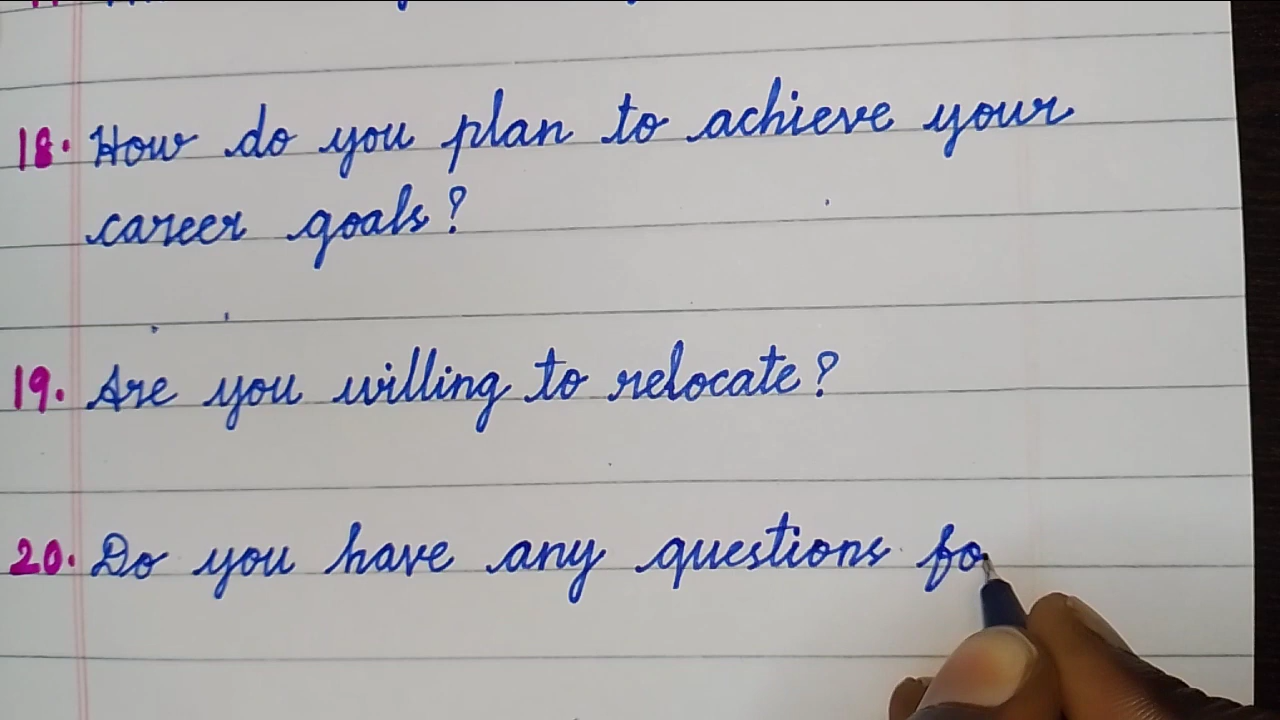 18. How do you plan to achieve your
career goals?
19. Are you willing to relocate?
20. Do you have any questions fo